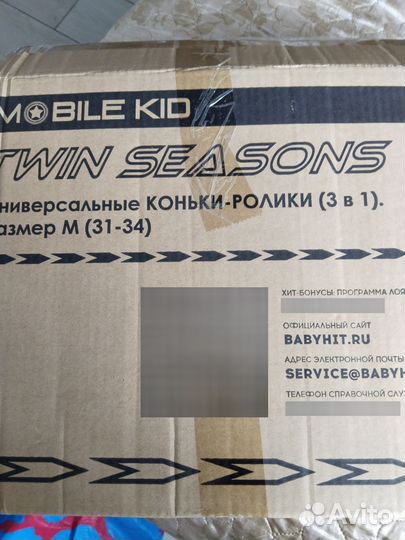 MOBILE KID
TWIN SEASONS
ниверсальные КОНЬКИ-РОЛИКИ (3 в 1).
азмер М (31-34)
ХИТ-БОНУСЫ: ПРОГРАММА ЛОЯ
ОФИЦИАЛЬНЫЙ САЙТ
BABYHIT.RU
АДРЕС ЭЛЕКТРОННОЙ ПОЧТЫ
SERVICE@BABYH
ТЕЛЕФОН СПРАВОЧНОЙ СЛУ
Avito